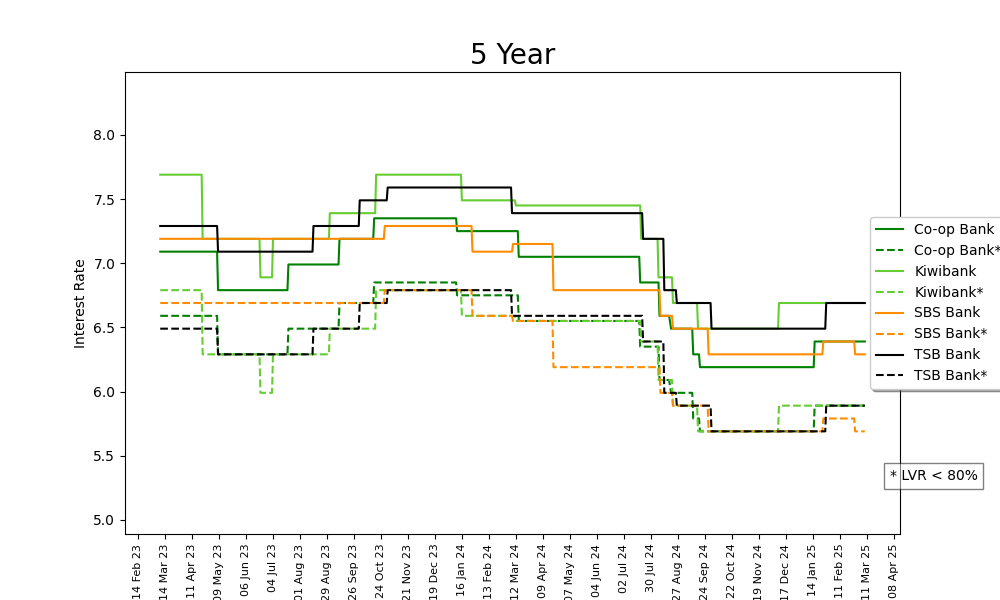 5 Year
Interest Rate
8.0
7.5
7.0
6.5
6.0
5.5
5.0
14 Feb 23
14 Mar 23
11 Apr 23
09 May 23
06 Jun 23
04 Jul 23
01 Aug 23
29 Aug 23
26 Sep 23
24 Oct 23
21 Nov 23
19 Dec 23
16 Jan 24
13 Feb 24
12 Mar 24
09 Apr 24
07 May 24
04 Jun 24
02 Jul 24
30 Jul 24
27 Aug 24
24 Sep 24
22 Oct 24
19 Nov 24
17 Dec 24
14 Jan 25
11 Feb 25
11 Mar 25
08 Apr 25
Co-op Bank
Co-op Bank*
Kiwibank
Kiwibank*
SBS Bank
SBS Bank*
TSB Bank
TSB Bank*
* LVR < 80%